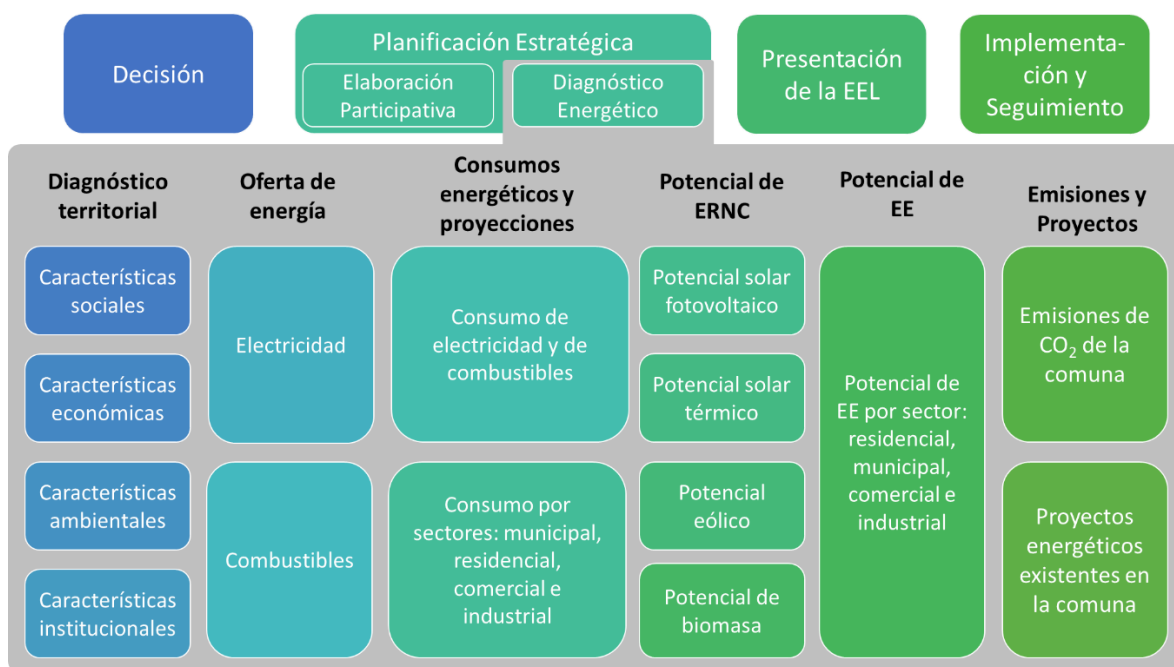 Decisión
Planificación Estratégica
Elaboración
Participativa
Diagnóstico
Energético
Presentación
de la EEL
Implementa-
ción y
Seguimiento
Diagnóstico
territorial
Características
sociales
Características
económicas
Características
ambientales
Características
institucionales
Oferta de
energía
Electricidad
Combustibles
Consumos
energéticos y
proyecciones
Consumo de
electricidad y de
combustibles
Consumo por
sectores: municipal,
residencial,
comercial e
industrial
Potencial de
ERNC
Potencial solar
fotovoltaico
Potencial solar
térmico
Potencial
eólico
Potencial de
biomasa
Potencial de
EE
Potencial de
EE por sector:
residencial,
municipal,
comercial e
industrial
Emisiones y
Proyectos
Emisiones de
CO₂ de la
comuna
Proyectos
energéticos
existentes en
la comuna